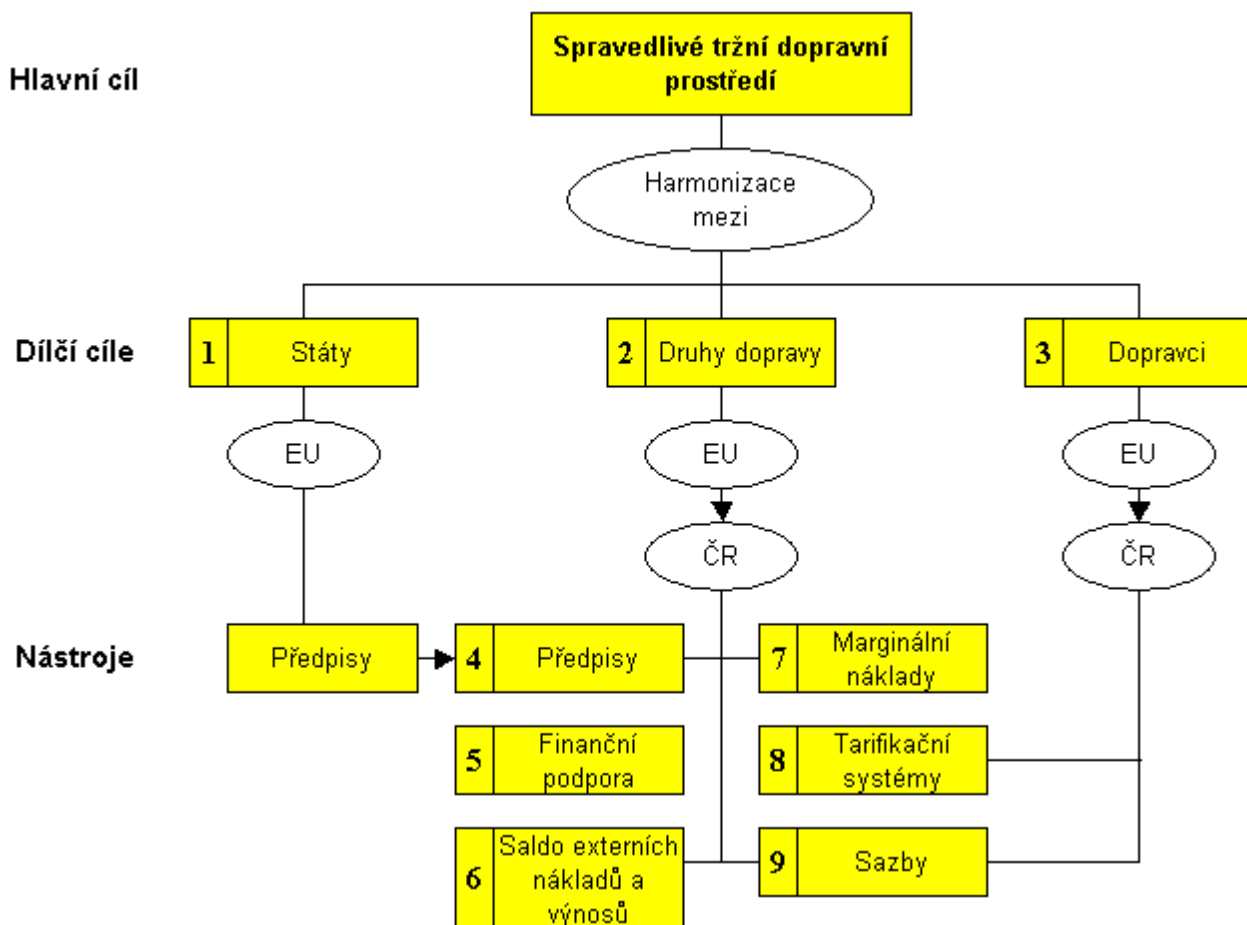 Spravedlivé tržní dopravní
prostředí
Hlavní cíl
Harmonizace
mezi
Dílčí cíle
1 Státy
2 Druhy dopravy
3 Dopravci
EU
EU
EU
ČR
ČR
Nástroje
Předpisy
4 Předpisy
7 Marginální
náklady
5 Finanční
podpora
8 Tarifikační
systémy
6 Saldo externích
nákladů a
výnosů
9 Sazby